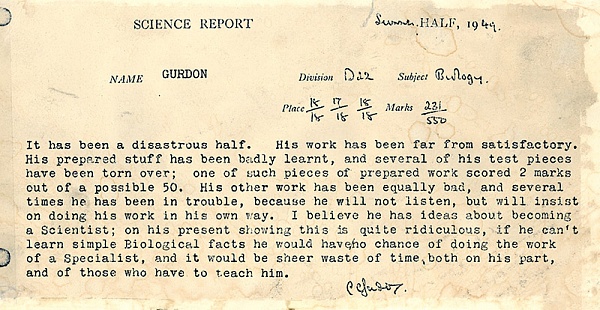 SCIENCE REPORT Summer HALF, 1949.
NAME GURDON Division D22 Subject Biology.
Place 18/18 17/18 18/18 Marks 231/550
It has been a disastrous half. His work has been far from satisfactory.
His prepared stuff has been badly learnt, and several of his test pieces
have been torn over; one of such pieces of prepared work scored 2 marks
out of a possible 50. His other work has been equally bad, and several
times he has been in trouble, because he will not listen, but will insist
on doing his work in his own way. I believe he has ideas about becoming
a Scientist; on his present showing this is quite ridiculous, if he can't
learn simple Biological facts he would have no chance of doing the work
of a Specialist, and it would be sheer waste of time, both on his part,
and of those who have to teach him.